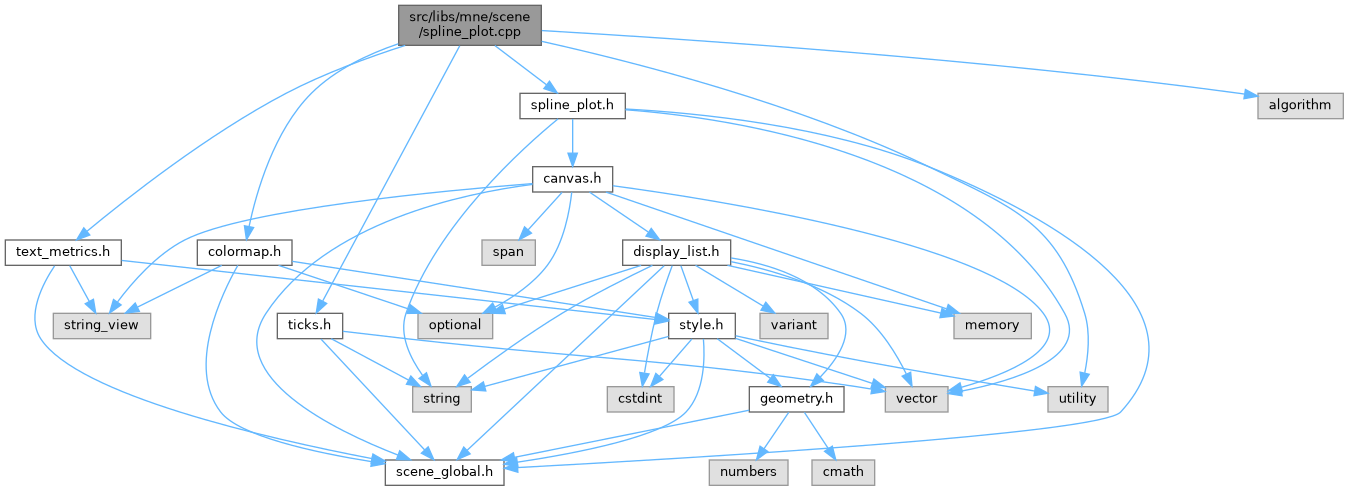 src/libs/mne/scene
/spline_plot.cpp
spline_plot.h
algorithm
canvas.h
text_metrics.h
colormap.h
span
display_list.h
string_view
ticks.h
optional
style.h
variant
memory
string
cstdint
geometry.h
vector
utility
scene_global.h
numbers
cmath